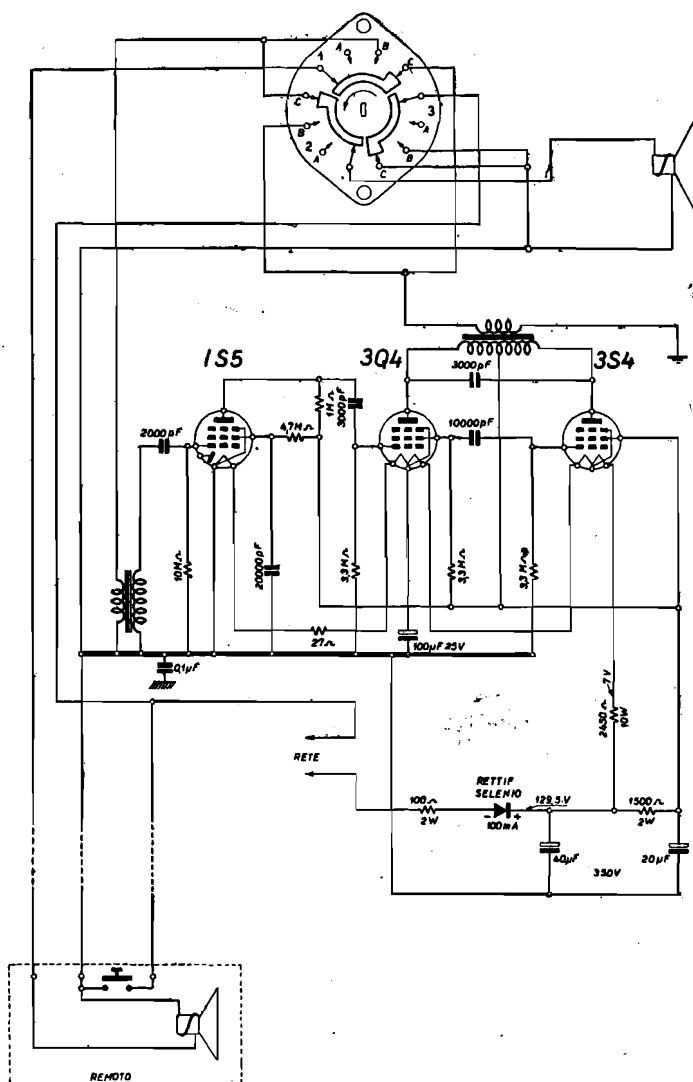 A
B
1
C
C
3
B
A
2
A
B
C
1S5
3Q4
3S4
3000pF
2000pF
1MΩ
3000pF
4,7MΩ
10000pF
10MΩ
20000pF
3,3MΩ
3,3MΩ
3,3MΩ
27Ω
100µF 25V
0,1µF
7V
2450Ω
10W
RETE
RETTIF
SELENIO
100Ω
2W
- +
100mA
129,5V
1500Ω
2W
40µF
350V
20µF
REMOTO